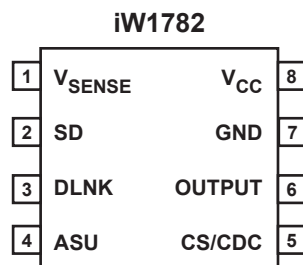 iW1782
1 VSENSE VCC 8
2 SD GND 7
3 DLNK OUTPUT 6
4 ASU CS/CDC 5